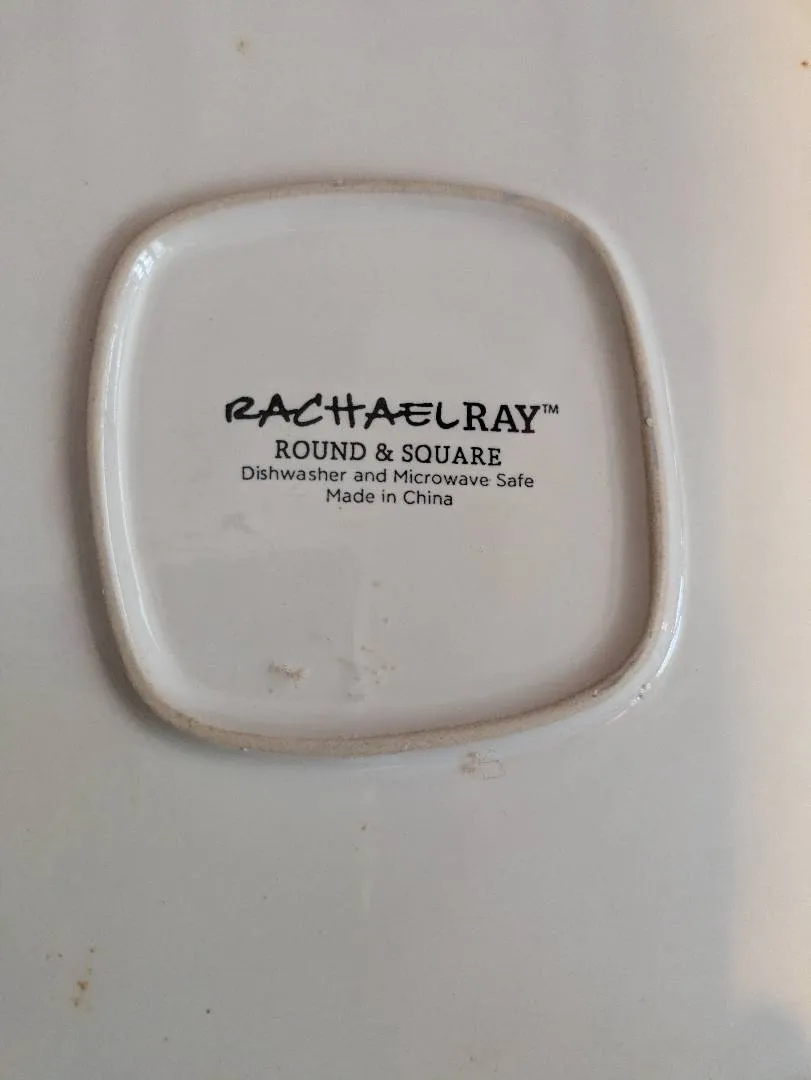 RACHAELRAY™
ROUND & SQUARE
Dishwasher and Microwave Safe
Made in China